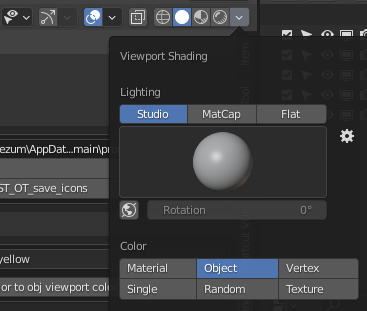 Viewport Shading
Lighting
Studio MatCap Flat
ezum\AppDat...main\pr
ST_OT_save_icons
Rotation 0°
Color
yellow
Material Object Vertex
or to obj viewport col
Single Random Texture